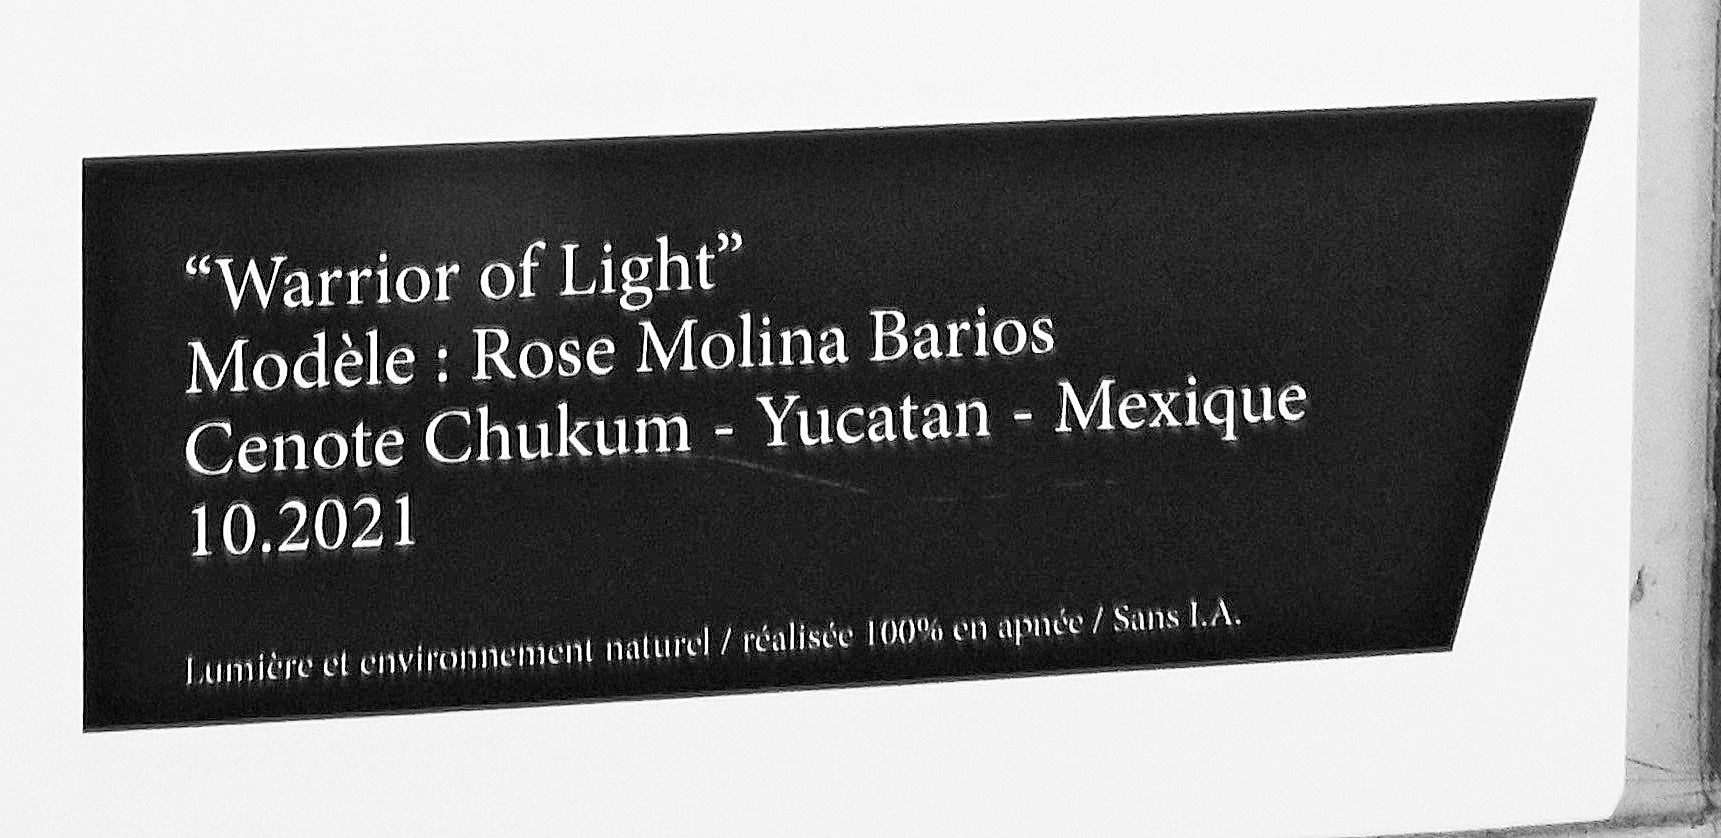 “Warrior of Light”
Modèle : Rose Molina Barios
Cenote Chukum - Yucatan - Mexique
10.2021
Lumière et environnement naturel / réalisée 100% en apnée / Sans I.A.